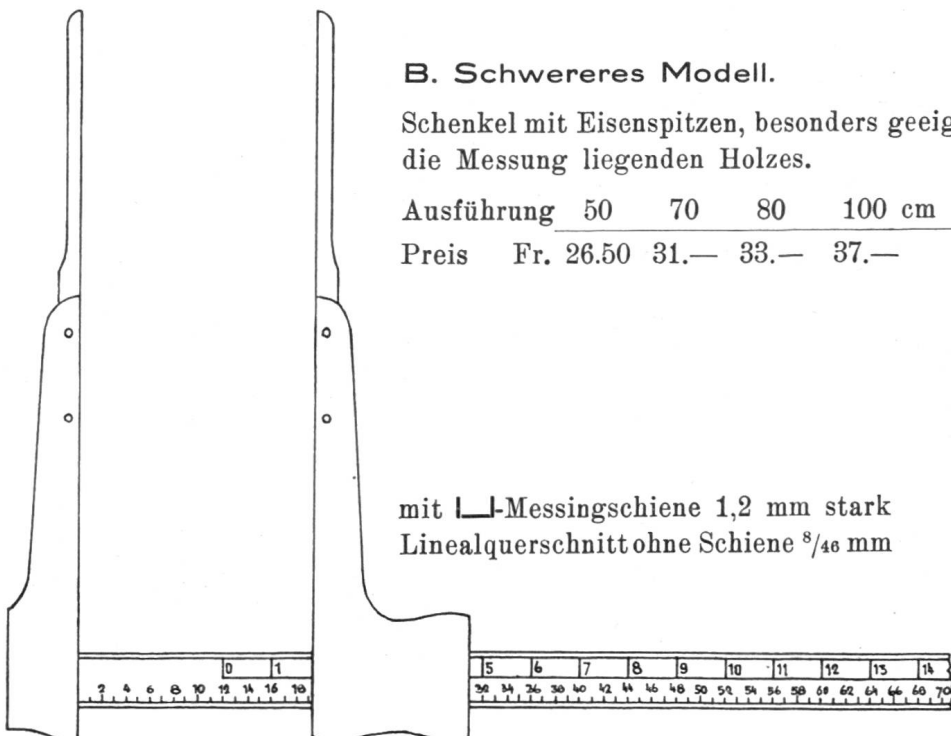 B. Schwereres Modell.
Schenkel mit Eisenspitzen, besonders geeig
die Messung liegenden Holzes.
Ausführung 50 70 80 100 cm
Preis Fr. 26.50 31.— 33.— 37.—
mit -Messingschiene 1,2 mm stark
Linealquerschnitt ohne Schiene 8/46 mm
0 1 5 6 7 8 9 10 11 12 13 14
2 4 6 8 10 12 14 16 18 32 34 36 38 40 42 44 46 48 50 52 54 56 58 60 62 64 66 68 70